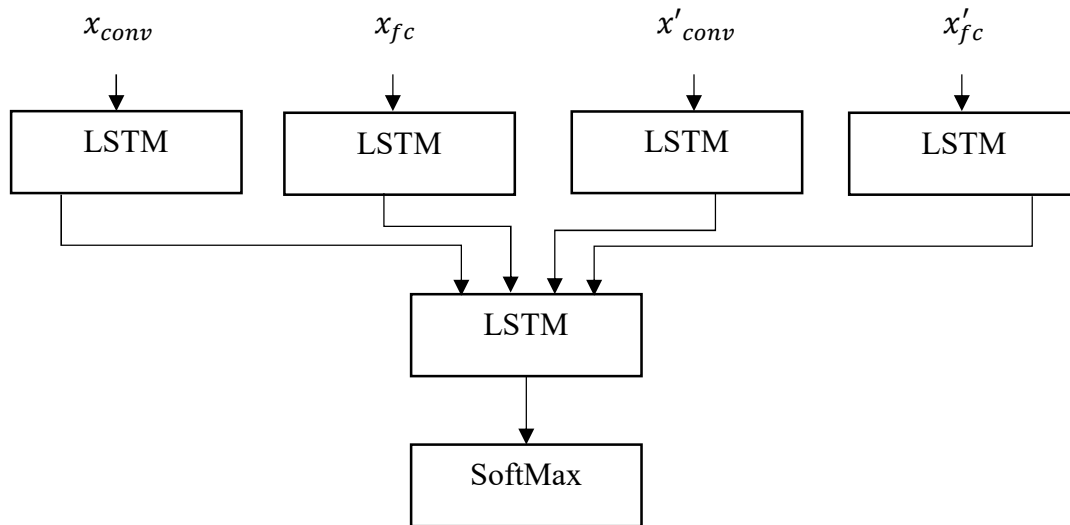 x_conv x_fc x'_conv x'_fc
LSTM LSTM LSTM LSTM
LSTM
SoftMax